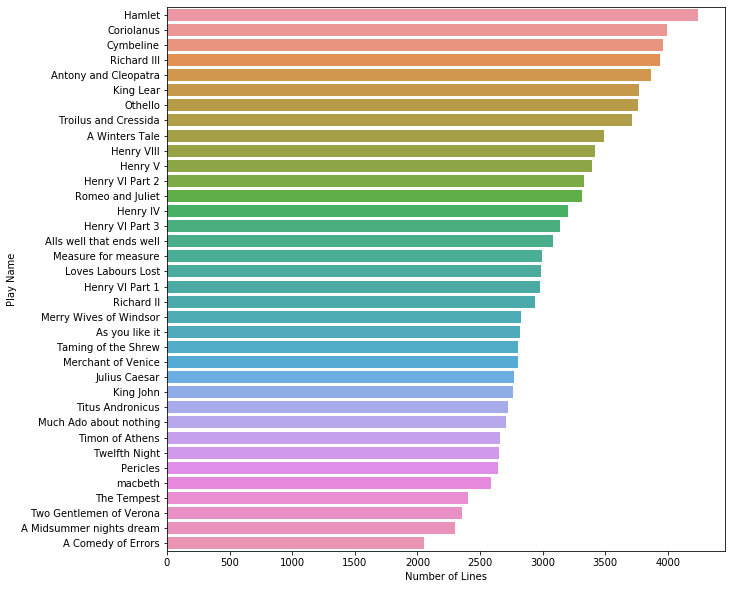 Hamlet
Coriolanus
Cymbeline
Richard III
Antony and Cleopatra
King Lear
Othello
Troilus and Cressida
A Winters Tale
Henry VIII
Henry V
Henry VI Part 2
Romeo and Juliet
Henry IV
Henry VI Part 3
Alls well that ends well
Measure for measure
Loves Labours Lost
Henry VI Part 1
Richard II
Merry Wives of Windsor
As you like it
Taming of the Shrew
Merchant of Venice
Julius Caesar
King John
Titus Andronicus
Much Ado about nothing
Timon of Athens
Twelfth Night
Pericles
macbeth
The Tempest
Two Gentlemen of Verona
A Midsummer nights dream
A Comedy of Errors
Play Name
0 500 1000 1500 2000 2500 3000 3500 4000
Number of Lines